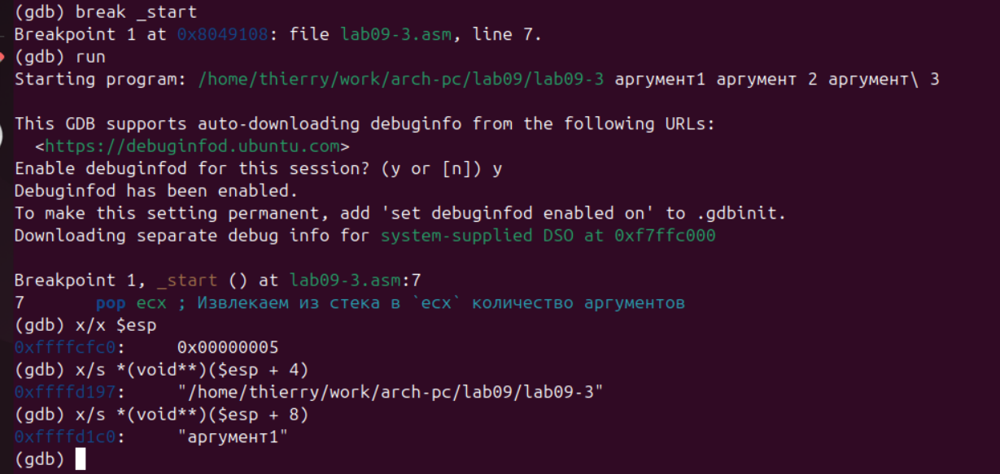 (gdb) break _start
Breakpoint 1 at 0x8049108: file lab09-3.asm, line 7.
(gdb) run
Starting program: /home/thierry/work/arch-pc/lab09/lab09-3 аргумент1 аргумент 2 аргумент\ 3
This GDB supports auto-downloading debuginfo from the following URLs:
<https://debuginfod.ubuntu.com>
Enable debuginfod for this session? (y or [n]) y
Debuginfod has been enabled.
To make this setting permanent, add 'set debuginfod enabled on' to .gdbinit.
Downloading separate debug info for system-supplied DSO at 0xf7ffc000
Breakpoint 1, _start () at lab09-3.asm:7
7 pop ecx ; Извлекаем из стека в `ecx` количество аргументов
(gdb) x/x $esp
0xffffcfc0: 0x00000005
(gdb) x/s *(void**)($esp + 4)
0xffffd197: "/home/thierry/work/arch-pc/lab09/lab09-3"
(gdb) x/s *(void**)($esp + 8)
0xffffd1c0: "аргумент1"
(gdb)